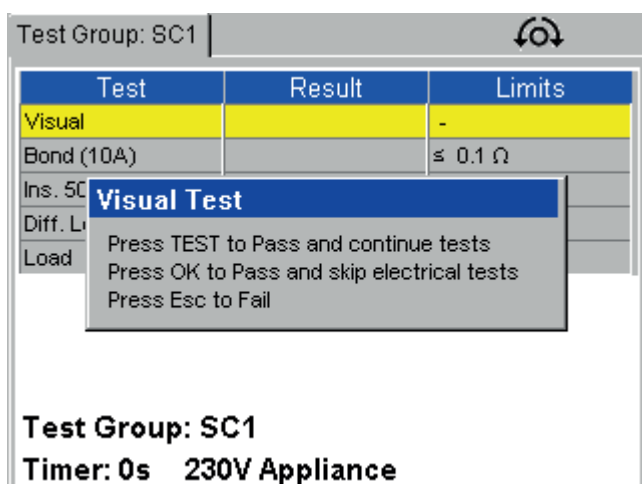 Test Group: SC1
Test Result Limits
Visual -
Bond (10A) ≤ 0.1 Ω
Ins.
Diff.
Load
Visual Test
Press TEST to Pass and continue tests
Press OK to Pass and skip electrical tests
Press Esc to Fail
Test Group: SC1
Timer: 0s 230V Appliance